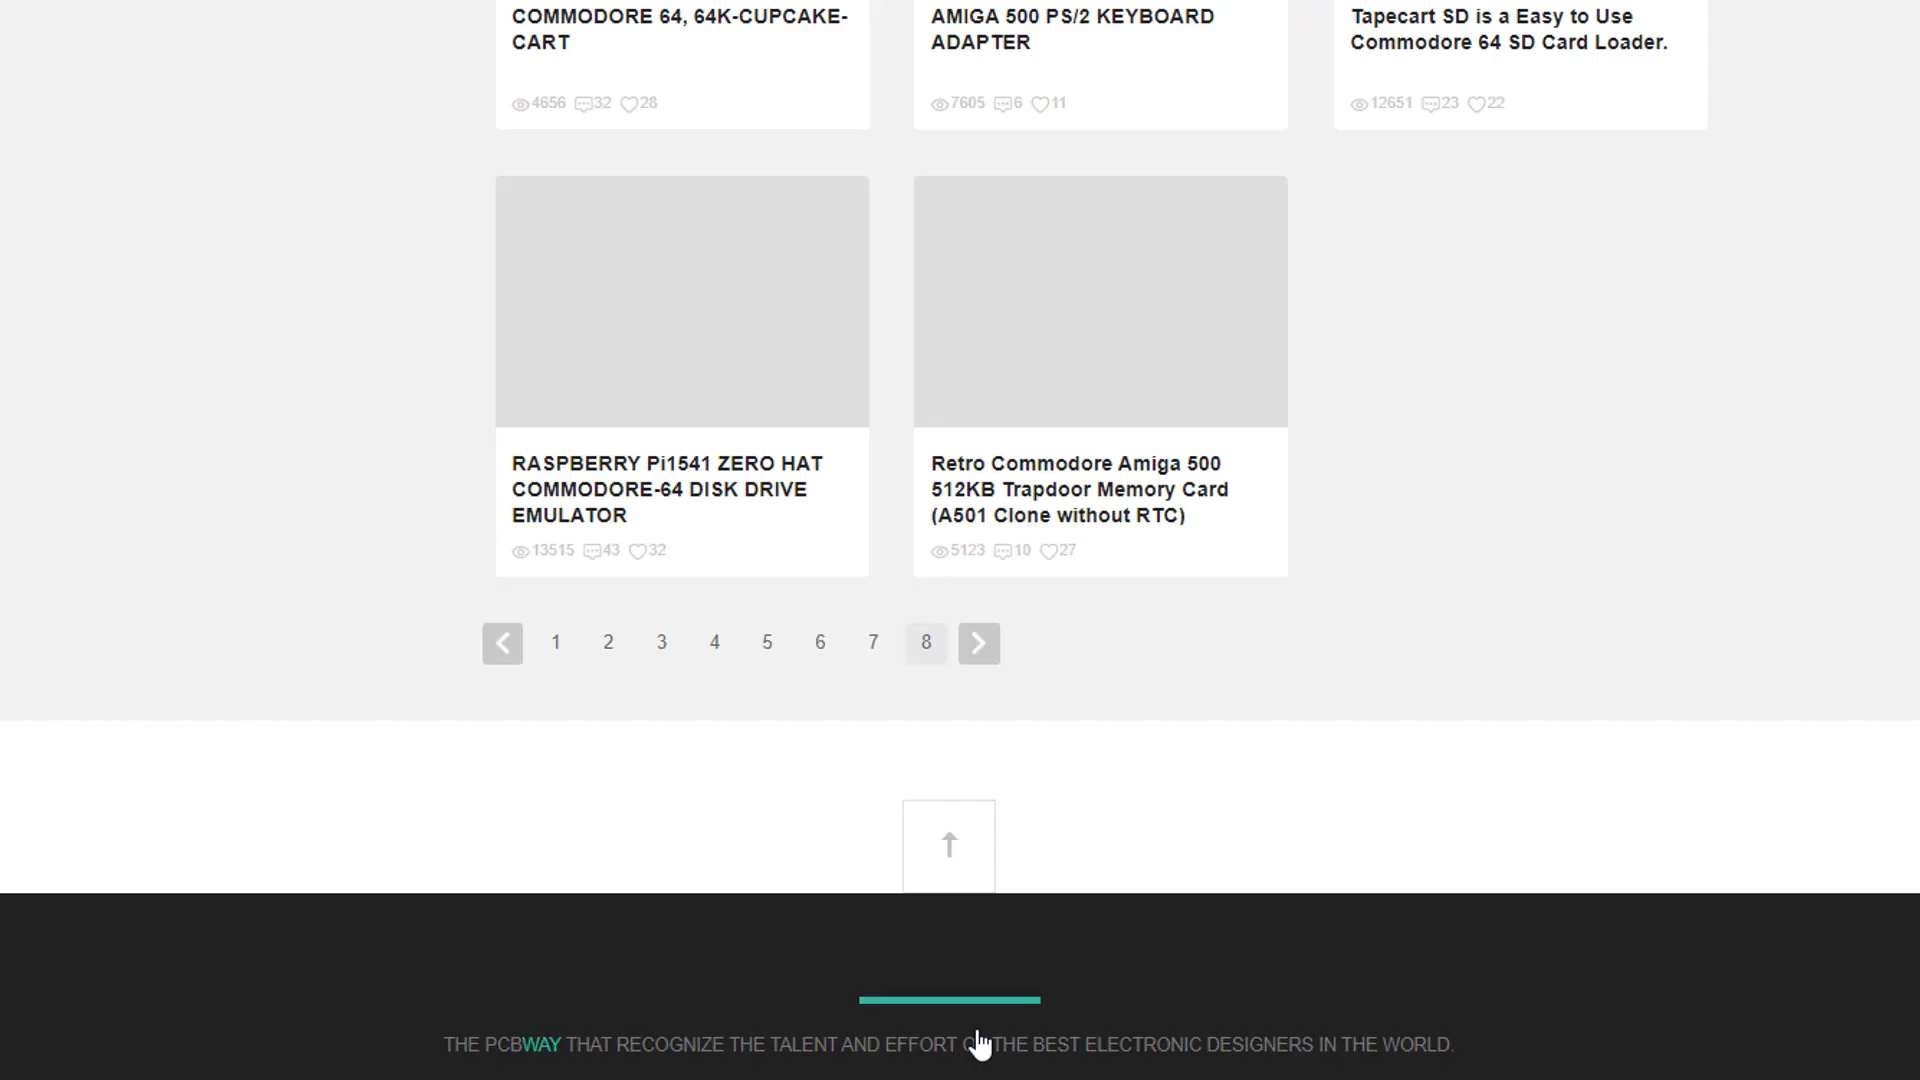 COMMODORE 64, 64K-CUPCAKE-
CART
4656 32 28
AMIGA 500 PS/2 KEYBOARD
ADAPTER
7605 6 11
Tapecart SD is a Easy to Use
Commodore 64 SD Card Loader.
12651 23 22
RASPBERRY Pi1541 ZERO HAT
COMMODORE-64 DISK DRIVE
EMULATOR
13515 43 32
Retro Commodore Amiga 500
512KB Trapdoor Memory Card
(A501 Clone without RTC)
5123 10 27
1 2 3 4 5 6 7 8
THE PCBWAY THAT RECOGNIZE THE TALENT AND EFFORT THE BEST ELECTRONIC DESIGNERS IN THE WORLD.